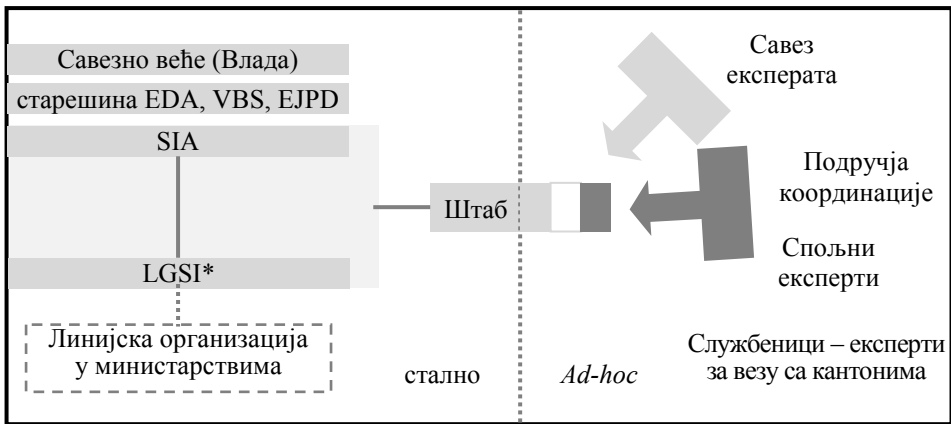 Савезно веће (Влада)
старешина EDA, VBS, EJPD
SIA
LGSI*
Линијска организација
у министарствима
Штаб
стално
Ad-hoc
Савез
експерата
Подручја
координације
Спољни
експерти
Службеници – експерти
за везу са кантонима